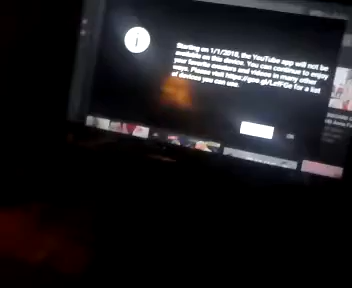 Starting on 1/1/2018, the YouTube app will not be
available on this device. You can continue to enjoy
your favorite creators and videos in many other
ways. Please visit for a list
of devices you can use.